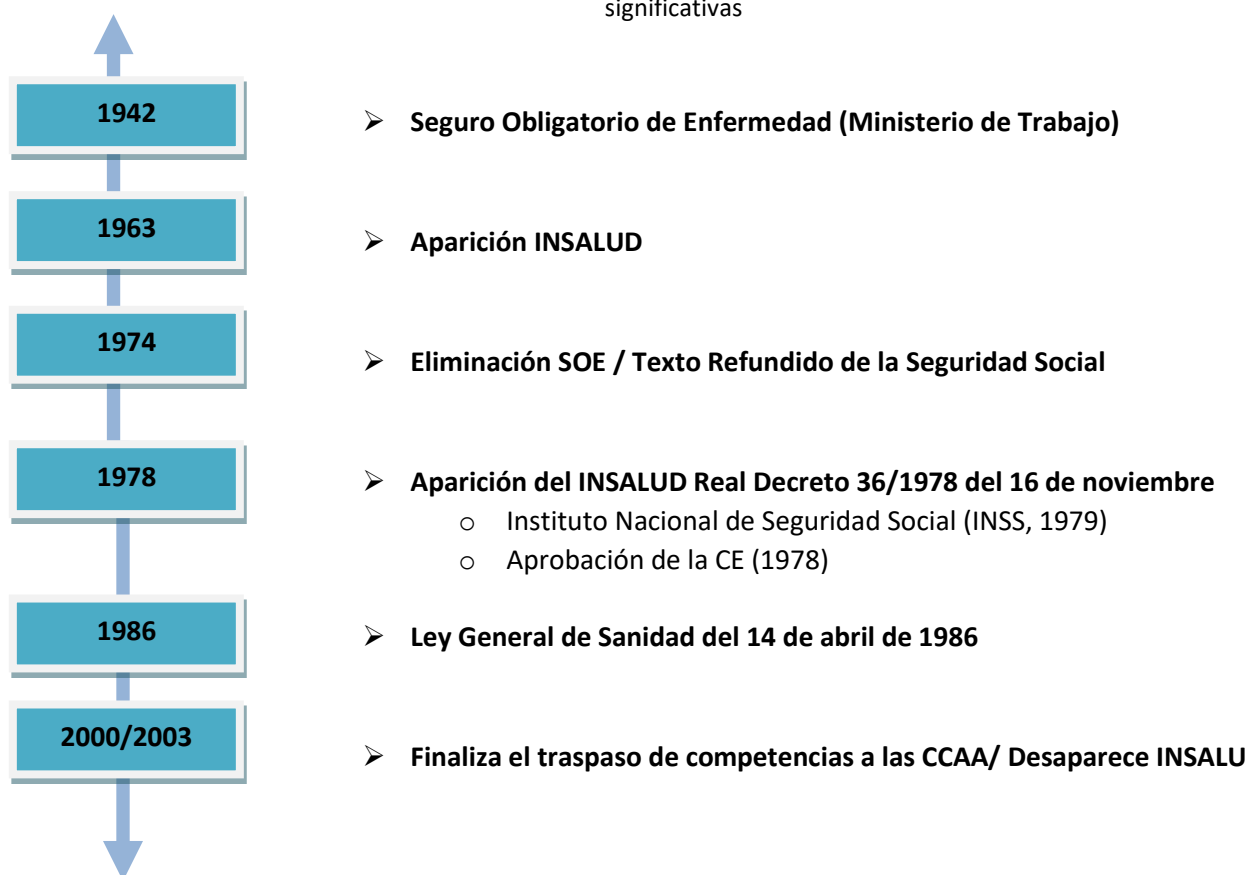 significativas
1942
➢ Seguro Obligatorio de Enfermedad (Ministerio de Trabajo)
1963
➢ Aparición INSALUD
1974
➢ Eliminación SOE / Texto Refundido de la Seguridad Social
1978
➢ Aparición del INSALUD Real Decreto 36/1978 del 16 de noviembre
o Instituto Nacional de Seguridad Social (INSS, 1979)
o Aprobación de la CE (1978)
1986
➢ Ley General de Sanidad del 14 de abril de 1986
2000/2003
➢ Finaliza el traspaso de competencias a las CCAA/ Desaparece INSALU